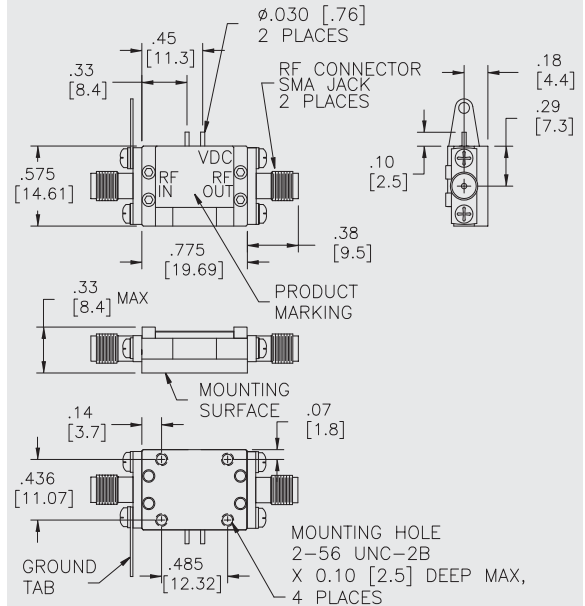 ø.030 [.76]
2 PLACES
.45
[11.3]
.33
[8.4]
RF CONNECTOR
SMA JACK
2 PLACES
.18
[4.4]
.29
[7.3]
.10
[2.5]
VDC
RF
IN
RF
OUT
.575
[14.61]
.775
[19.69]
.38
[9.5]
PRODUCT
MARKING
.33
[8.4] MAX
MOUNTING
SURFACE
.14
[3.7]
.07
[1.8]
.436
[11.07]
GROUND
TAB
.485
[12.32]
MOUNTING HOLE
2-56 UNC-2B
X 0.10 [2.5] DEEP MAX,
4 PLACES